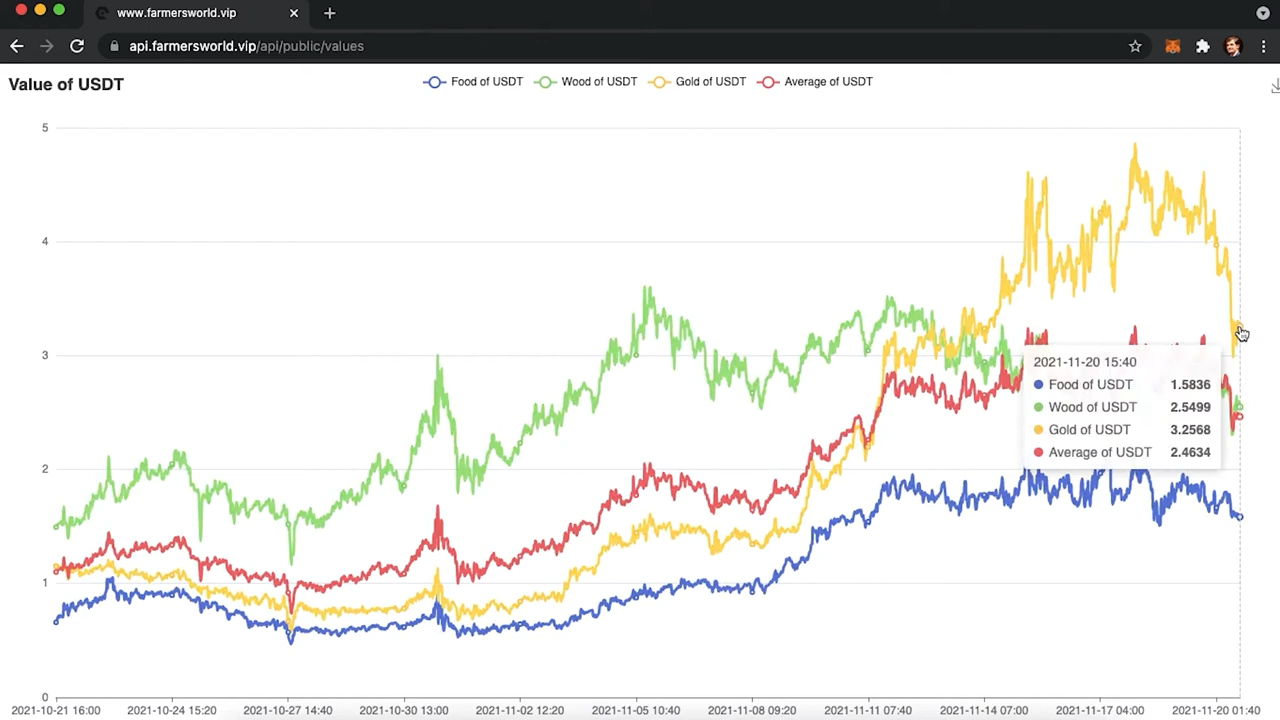 www.farmersworld.vip
api.farmersworld.vip/api/public/values
Value of USDT
Food of USDT
Wood of USDT
Gold of USDT
Average of USDT
5
4
3
2
1
0
2021-11-20 15:40
Food of USDT 1.5836
Wood of USDT 2.5499
Gold of USDT 3.2568
Average of USDT 2.4634
2021-10-21 16:00
2021-10-24 15:20
2021-10-27 14:40
2021-10-30 13:00
2021-11-02 12:20
2021-11-05 10:40
2021-11-08 09:20
2021-11-11 07:40
2021-11-14 07:00
2021-11-17 04:00
2021-11-20 01:40